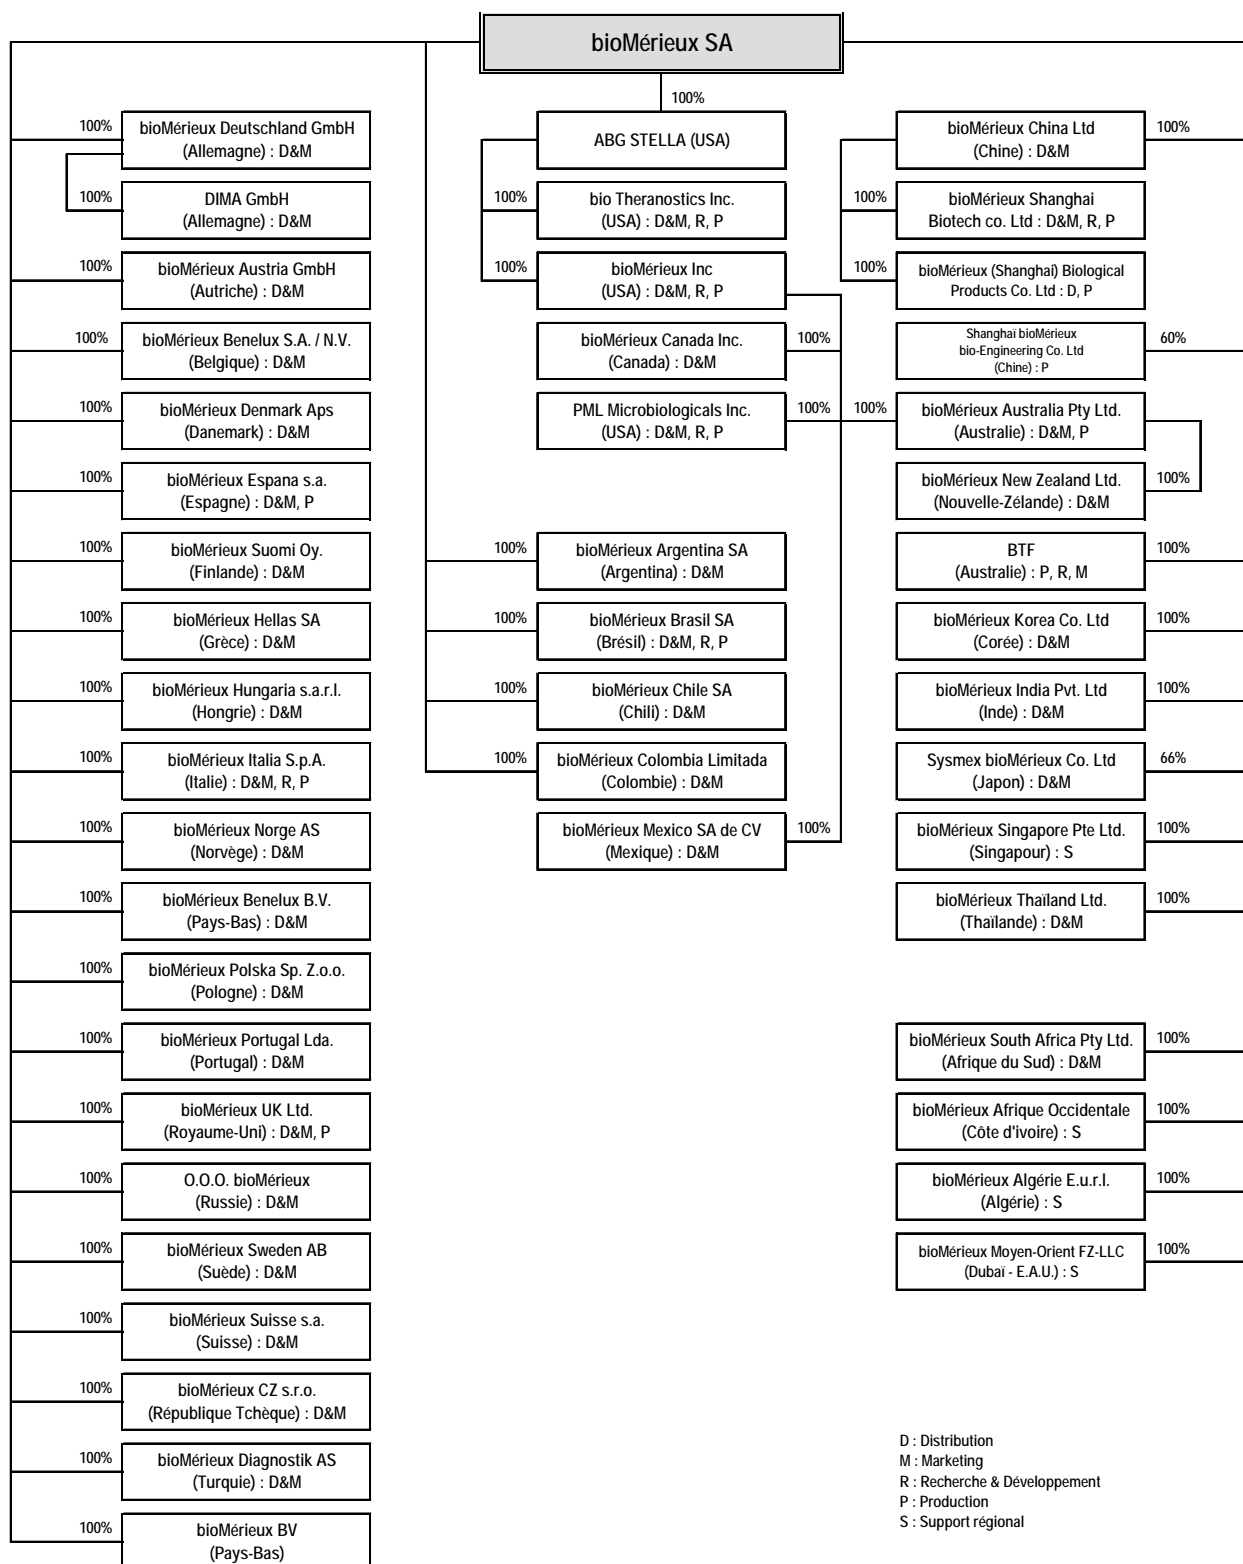 bioMérieux SA
100%
100%
bioMérieux Deutschland GmbH
(Allemagne) : D&M
100%
DIMA GmbH
(Allemagne) : D&M
100%
bioMérieux Austria GmbH
(Autriche) : D&M
100%
bioMérieux Benelux S.A. / N.V.
(Belgique) : D&M
100%
bioMérieux Denmark Aps
(Danemark) : D&M
100%
bioMérieux Espana s.a.
(Espagne) : D&M, P
100%
bioMérieux Suomi Oy.
(Finlande) : D&M
100%
bioMérieux Hellas SA
(Grèce) : D&M
100%
bioMérieux Hungaria s.a.r.l.
(Hongrie) : D&M
100%
bioMérieux Italia S.p.A.
(Italie) : D&M, R, P
100%
bioMérieux Norge AS
(Norvège) : D&M
100%
bioMérieux Benelux B.V.
(Pays-Bas) : D&M
100%
bioMérieux Polska Sp. Z.o.o.
(Pologne) : D&M
100%
bioMérieux Portugal Lda.
(Portugal) : D&M
100%
bioMérieux UK Ltd.
(Royaume-Uni) : D&M, P
100%
O.O.O. bioMérieux
(Russie) : D&M
100%
bioMérieux Sweden AB
(Suède) : D&M
100%
bioMérieux Suisse s.a.
(Suisse) : D&M
100%
bioMérieux CZ s.r.o.
(République Tchèque) : D&M
100%
bioMérieux Diagnostik AS
(Turquie) : D&M
100%
bioMérieux BV
(Pays-Bas)
ABG STELLA (USA)
100%
bio Theranostics Inc.
(USA) : D&M, R, P
100%
bioMérieux Inc
(USA) : D&M, R, P
bioMérieux Canada Inc.
(Canada) : D&M
100%
PML Microbiologicals Inc.
(USA) : D&M, R, P
100%
100%
bioMérieux Argentina SA
(Argentina) : D&M
100%
bioMérieux Brasil SA
(Brésil) : D&M, R, P
100%
bioMérieux Chile SA
(Chili) : D&M
100%
bioMérieux Colombia Limitada
(Colombie) : D&M
bioMérieux Mexico SA de CV
(Mexique) : D&M
100%
bioMérieux China Ltd
(Chine) : D&M
100%
100%
bioMérieux Shanghai
Biotech co. Ltd : D&M, R, P
100%
bioMérieux (Shanghai) Biological
Products Co. Ltd : D, P
Shanghaï bioMérieux
bio-Engineering Co. Ltd
(Chine) : P
60%
100%
bioMérieux Australia Pty Ltd.
(Australie) : D&M, P
bioMérieux New Zealand Ltd.
(Nouvelle-Zélande) : D&M
100%
BTF
(Australie) : P, R, M
100%
bioMérieux Korea Co. Ltd
(Corée) : D&M
100%
bioMérieux India Pvt. Ltd
(Inde) : D&M
100%
Sysmex bioMérieux Co. Ltd
(Japon) : D&M
66%
bioMérieux Singapore Pte Ltd.
(Singapour) : S
100%
bioMérieux Thaïland Ltd.
(Thaïlande) : D&M
100%
bioMérieux South Africa Pty Ltd.
(Afrique du Sud) : D&M
100%
bioMérieux Afrique Occidentale
(Côte d'ivoire) : S
100%
bioMérieux Algérie E.u.r.l.
(Algérie) : S
100%
bioMérieux Moyen-Orient FZ-LLC
(Dubaï - E.A.U.) : S
100%
D : Distribution
M : Marketing
R : Recherche & Développement
P : Production
S : Support régional